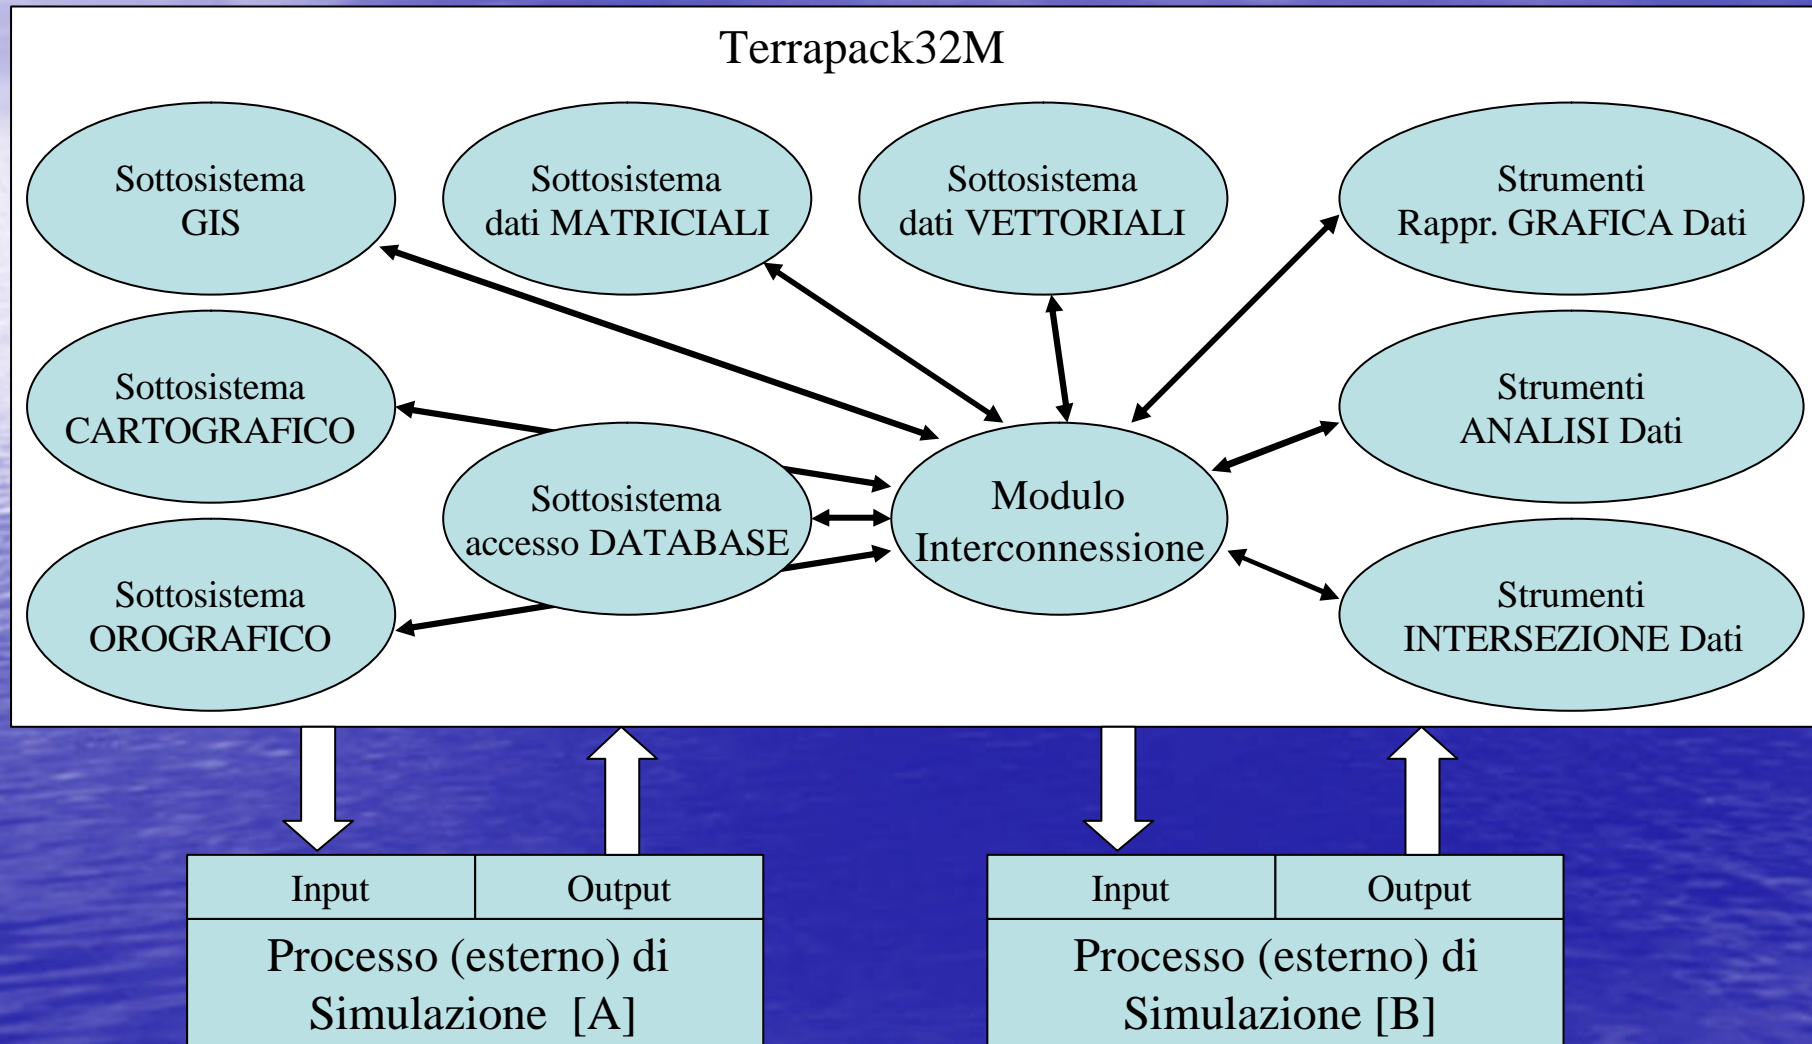 Terrapack32M
Sottosistema
GIS
Sottosistema
dati MATRICIALI
Sottosistema
dati VETTORIALI
Strumenti
Rappr. GRAFICA Dati
Sottosistema
CARTOGRAFICO
Strumenti
ANALISI Dati
Sottosistema
accesso DATABASE
Modulo
Interconnessione
Sottosistema
OROGRAFICO
Strumenti
INTERSEZIONE Dati
Input
Output
Processo (esterno) di
Simulazione [A]
Input
Output
Processo (esterno) di
Simulazione [B]